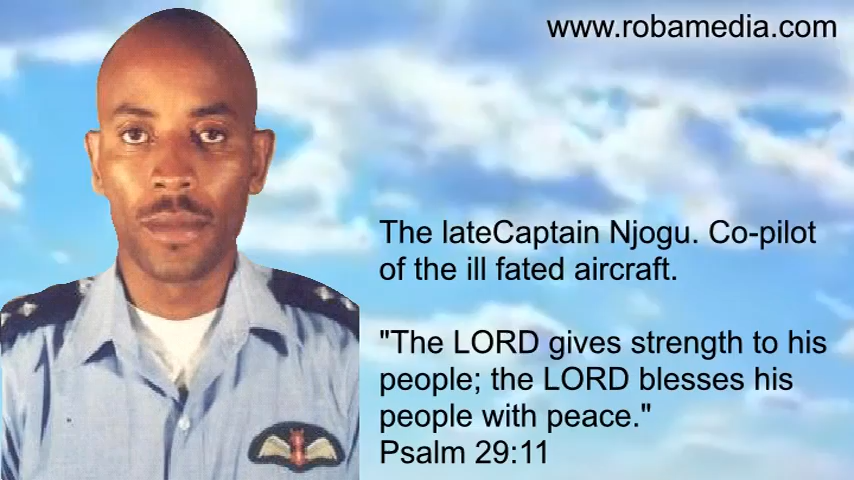 www.robamedia.com
The lateCaptain Njogu. Co-pilot
of the ill fated aircraft.
"The LORD gives strength to his
people; the LORD blesses his
people with peace."
Psalm 29:11